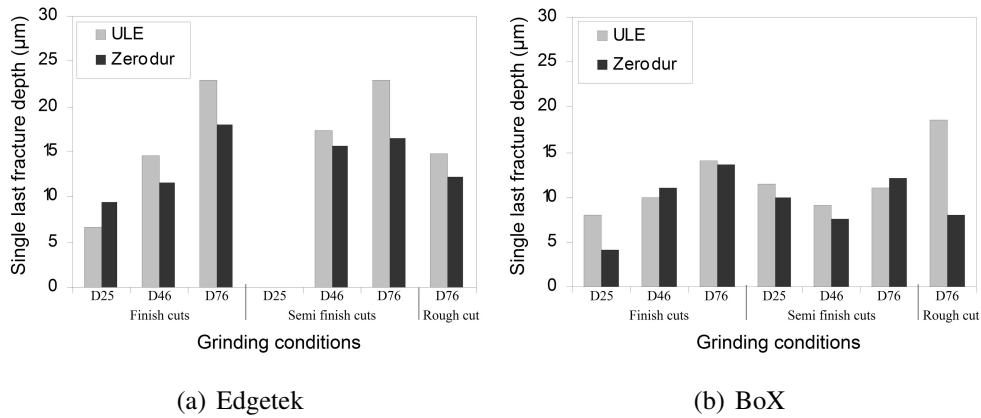 30
25
20
15
10
5
0
Single last fracture depth (μm)
ULE
Zerodur
D25 D46 D76 D25 D46 D76 D76
Finish cuts Semi finish cuts Rough cut
Grinding conditions
(a) Edgetek
30
25
20
15
10
5
0
Single last fracture depth (μm)
ULE
Zerodur
D25 D46 D76 D25 D46 D76 D76
Finish cuts Semi finish cuts Rough cut
Grinding conditions
(b) BoX